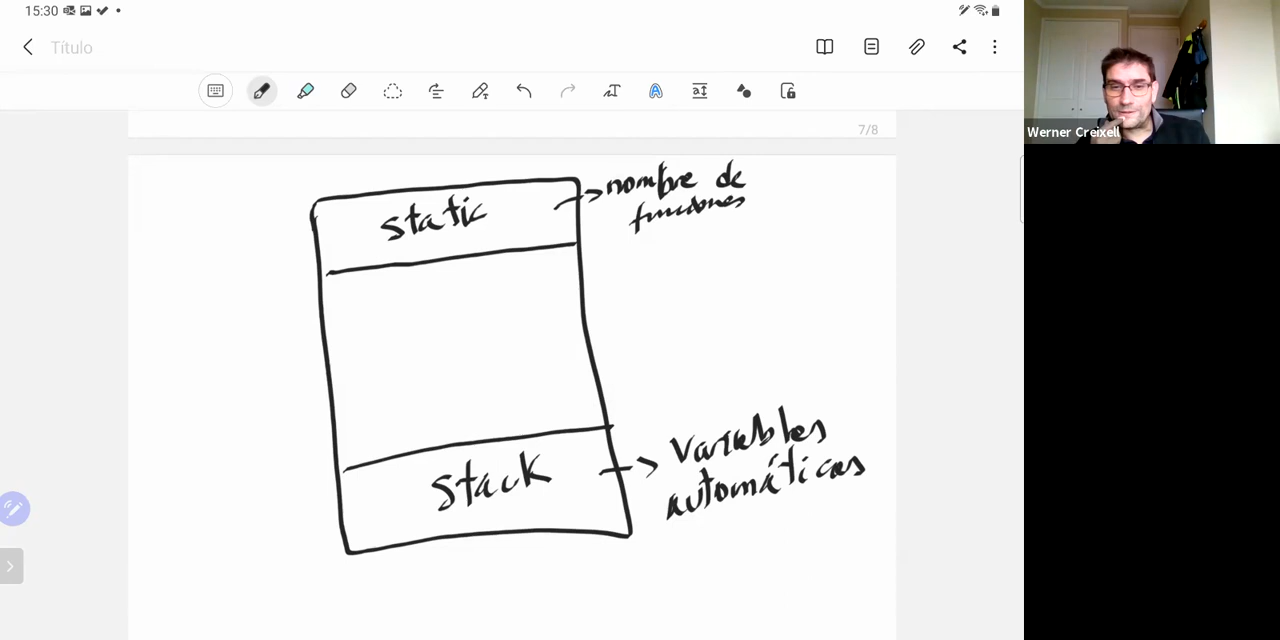 15:30
Título
7/8
static
nombre de
funciones
Stack
Variables
automáticas
Werner Creixell